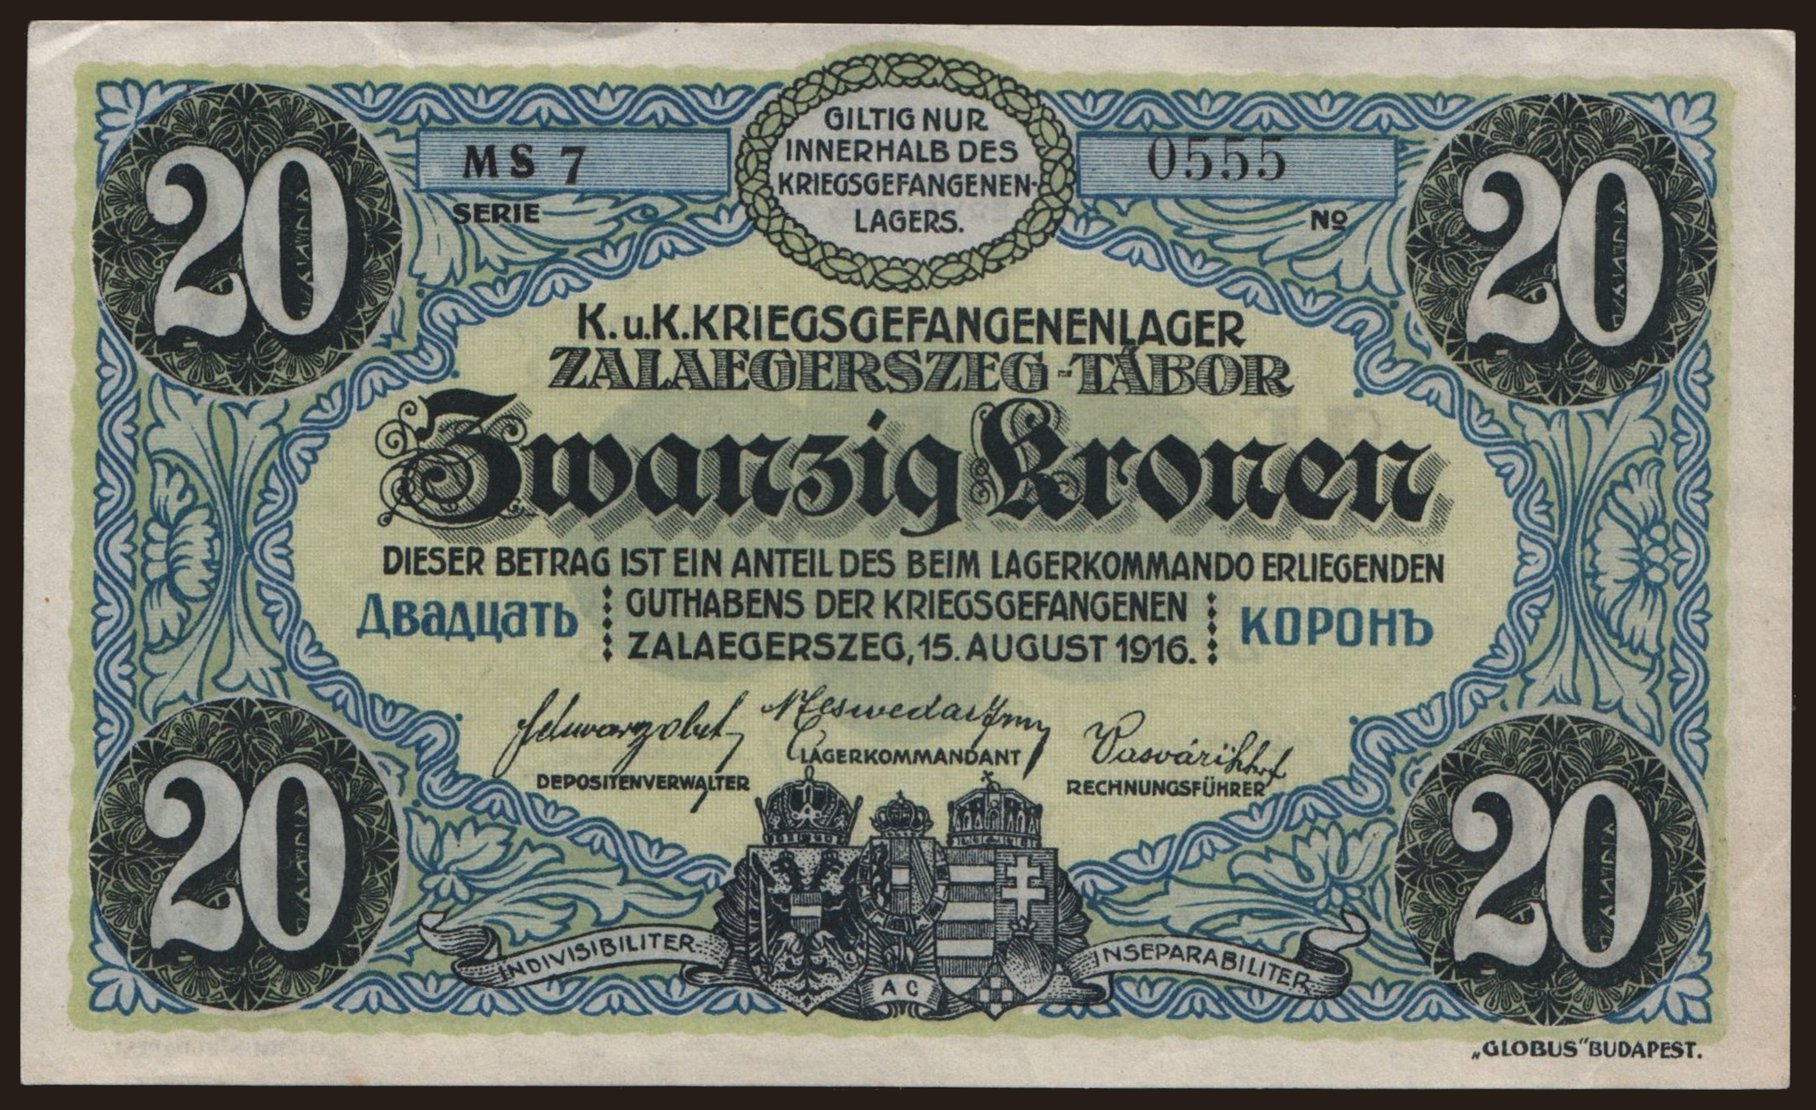 20
MS 7
SERIE
GILTIG NUR
INNERHALB DES
KRIEGSGEFANGENEN-
LAGERS.
0555
No
20
K.u.K.KRIEGSGEFANGENENLAGER
ZALAEGERSZEG-TÁBOR
Zwanzig Kronen
DIESER BETRAG IST EIN ANTEIL DES BEIM LAGERKOMMANDO ERLIEGENDEN
Двадцать
GUTHABENS DER KRIEGSGEFANGENEN
коронъ
ZALAEGERSZEG, 15. AUGUST 1916.
LAGERKOMMANDANT
DEPOSITENVERWALTER
RECHNUNGSFÜHRER
20
INDIVISIBILITER
AC
INSEPARABILITER
20
„GLOBUS“ BUDAPEST.